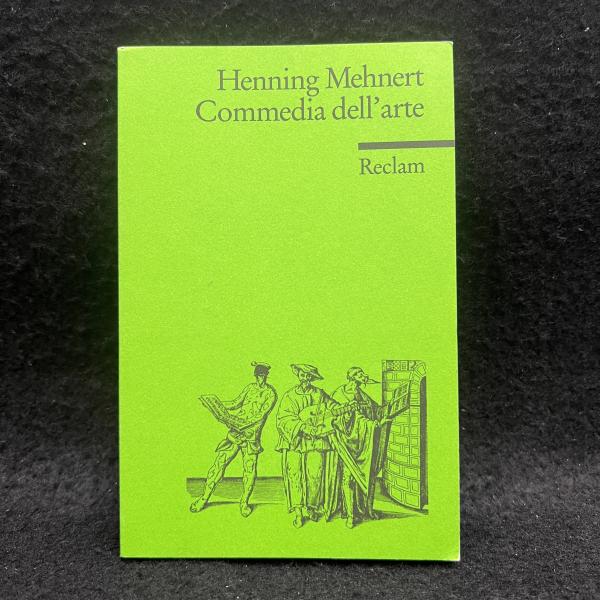 Henning Mehnert
Commedia dell’arte
Reclam